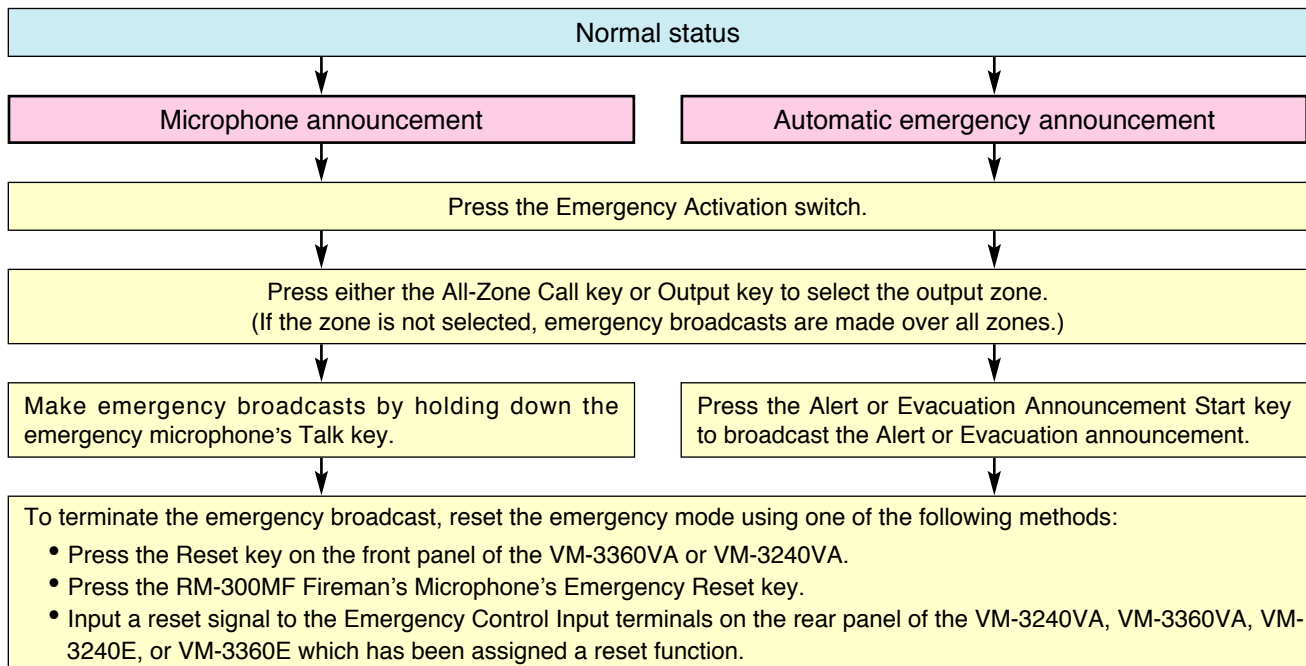 Normal status
Microphone announcement
Automatic emergency announcement
Press the Emergency Activation switch.
Press either the All-Zone Call key or Output key to select the output zone.
(If the zone is not selected, emergency broadcasts are made over all zones.)
Make emergency broadcasts by holding down the
emergency microphone's Talk key.
Press the Alert or Evacuation Announcement Start key
to broadcast the Alert or Evacuation announcement.
To terminate the emergency broadcast, reset the emergency mode using one of the following methods:
• Press the Reset key on the front panel of the VM-3360VA or VM-3240VA.
• Press the RM-300MF Fireman's Microphone's Emergency Reset key.
• Input a reset signal to the Emergency Control Input terminals on the rear panel of the VM-3240VA, VM-3360VA, VM-
3240E, or VM-3360E which has been assigned a reset function.